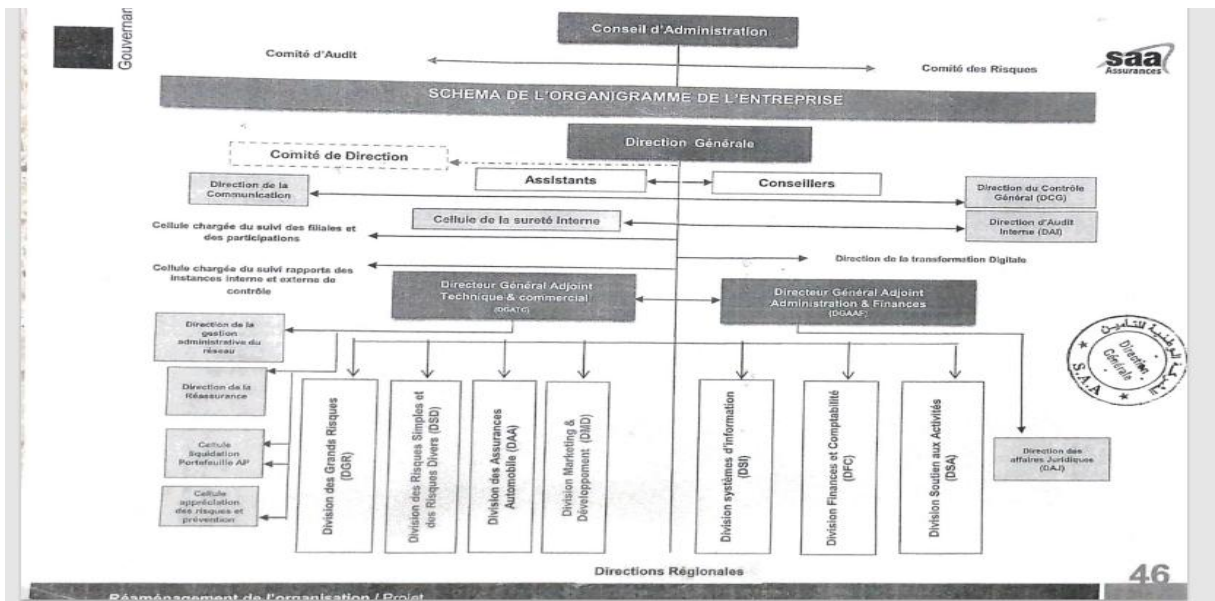 Gouvernan
Conseil d'Administration
Comité d'Audit
Comité des Risques
saa
Assurances
SCHEMA DE L'ORGANIGRAMME DE L'ENTREPRISE
Direction Générale
Comité de Direction
Assistants
Conseillers
Direction de la
Communication
Direction du Contrôle
Général (DCG)
Cellule de la sureté Interne
Direction d'Audit
Interne (DAI)
Cellule chargée du suivi des filiales et
des participations
Direction de la transformation Digitale
Cellule chargée du suivi rapports des
instances interne et externe de
contrôle
Directeur Général Adjoint
Technique & commercial
(DGATC)
Directeur Général Adjoint
Administration & Finances
(DGAAF)
Direction de la
gestion
administrative du
réseau
Direction de la
Réassurance
Cellule
liquidation
Portefeuille AP
Cellule
appréciation
des risques et
prévention
Division des Grands Risques
(DGR)
Division des Risques Simples et
des Risques Divers (DSD)
Division des Assurances
Automobile (DAA)
Division Marketing &
Développement (DMD)
Division systèmes d'information
(DSI)
Division Finances et Comptabilité
(DFC)
Division Soutien aux Activités
(DSA)
Direction des
affaires Juridiques
(DAJ)
Direction
Générale
S.A.A
Directions Régionales
46
Réaménagement de l'organisation / Projet